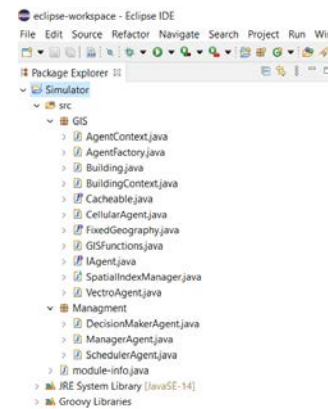 eclipse-workspace - Eclipse IDE
File Edit Source Refactor Navigate Search Project Run
Package Explorer
Simulator
src
GIS
AgentContext.java
AgentFactory.java
Building.java
BuildingContext.java
Cacheable.java
CellularAgent.java
FixedGeography.java
GISFunctions.java
IAgent.java
SpatialIndexManager.java
VectroAgent.java
Managment
DecisionMakerAgent.java
ManagerAgent.java
SchedulerAgent.java
module-info.java
JRE System Library [JavaSE-14]
Groovy Libraries